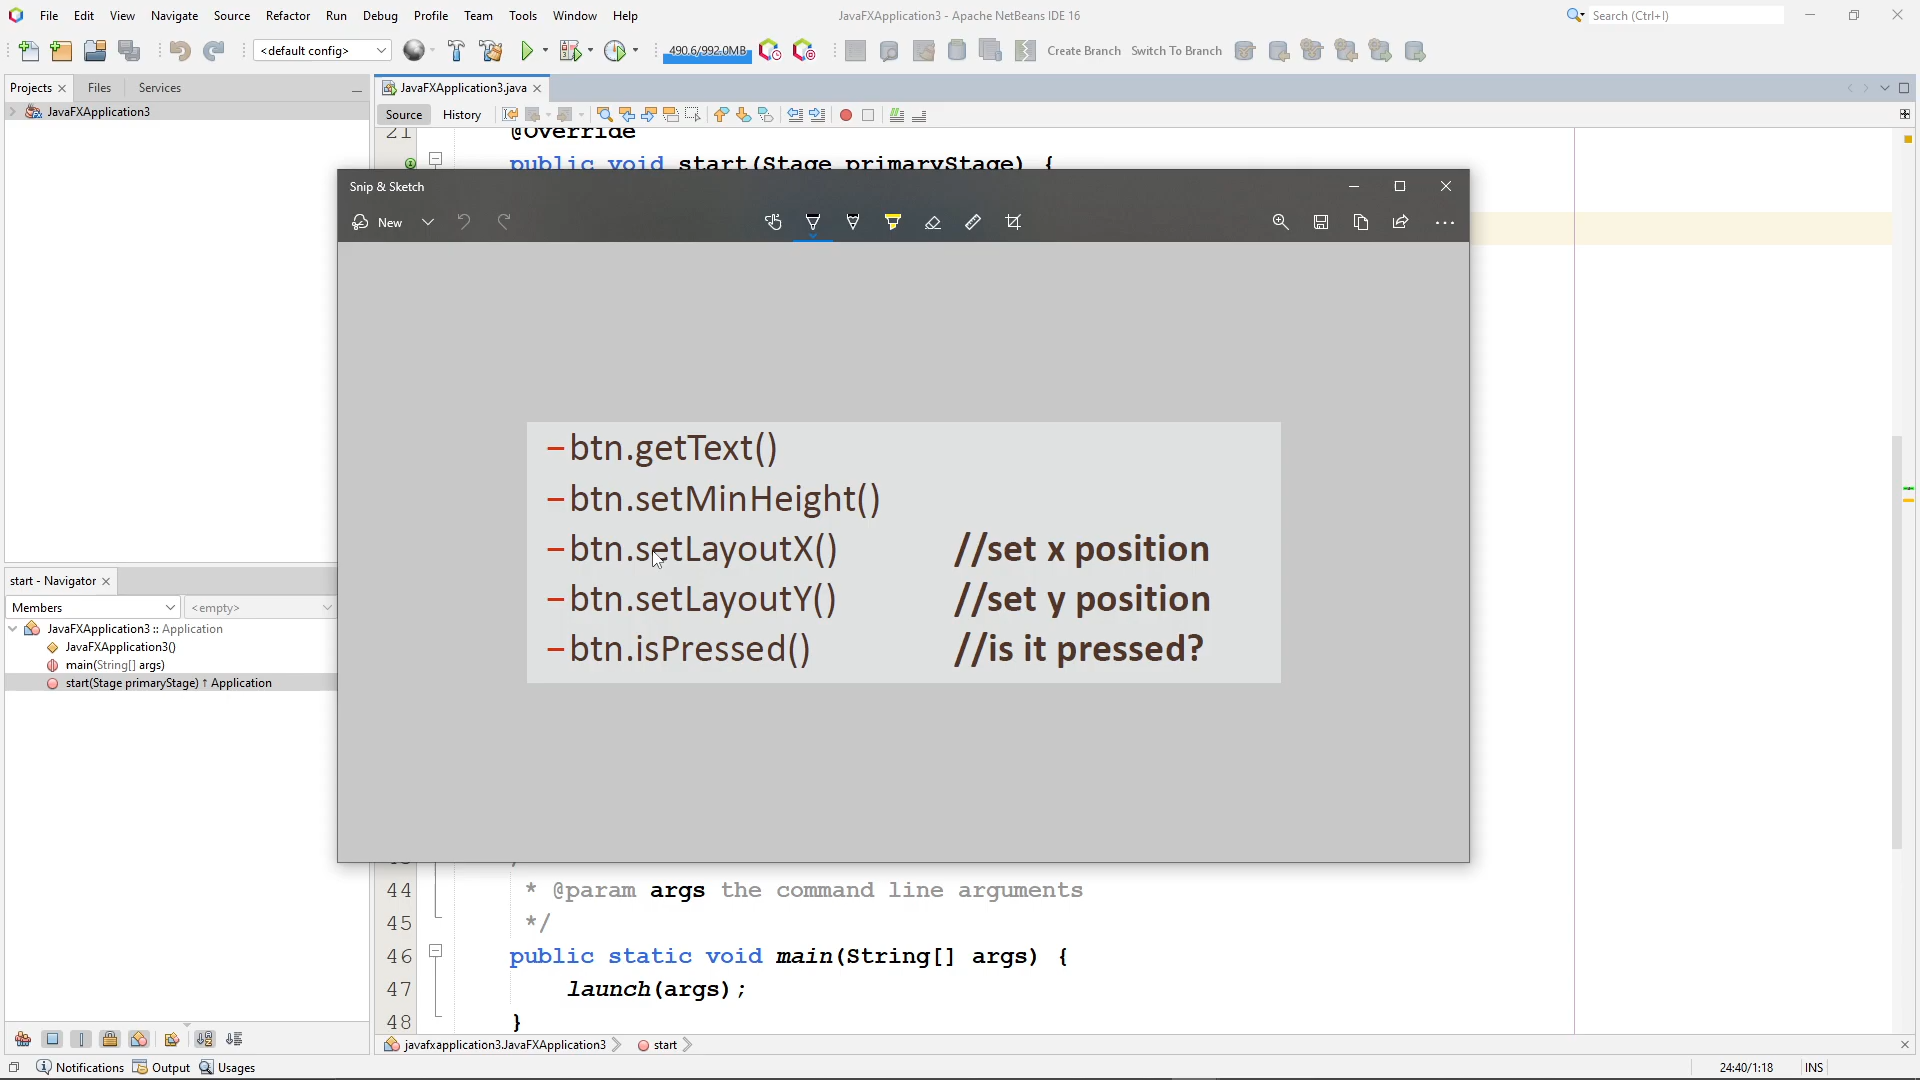 File Edit View Navigate Source Refactor Run Debug Profile Team Tools Window Help
JavaFXApplication3 - Apache NetBeans IDE 16
Search (Ctrl+I)
<default config>
490.6/992.0MB
Create Branch Switch To Branch
Projects Files Services
JavaFXApplication3.java
JavaFXApplication3
Source History
21 @Override
public void start(Stage primaryStage) {
Snip & Sketch
New
–btn.getText()
–btn.setMinHeight()
–btn.setLayoutX() //set x position
–btn.setLayoutY() //set y position
–btn.isPressed() //is it pressed?
start - Navigator
Members <empty>
JavaFXApplication3 :: Application
JavaFXApplication3()
main(String[] args)
start(Stage primaryStage) ↑ Application
44 * @param args the command line arguments
45 */
46 public static void main(String[] args) {
47 launch(args);
48 }
javafxapplication3.JavaFXApplication3 start
Notifications Output Usages
24:40/1:18 INS